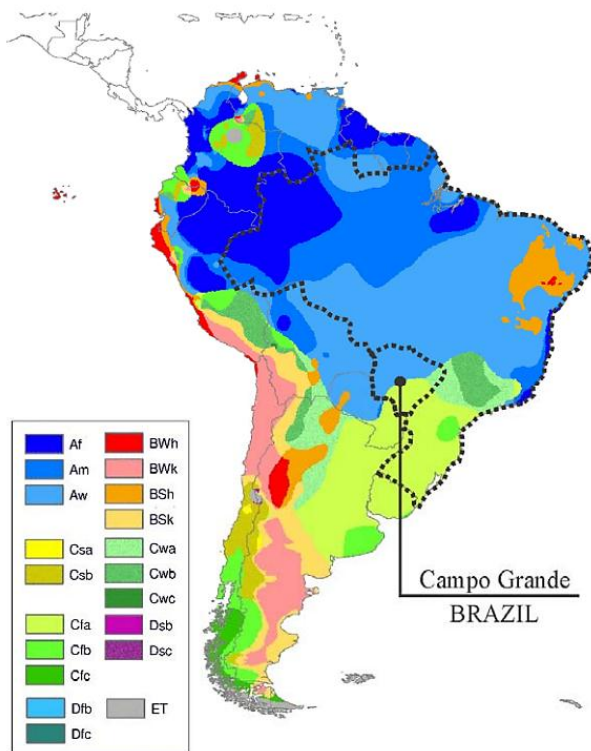 Af
Am
Aw
Csa
Csb
Cfa
Cfb
Cfc
Dfb
Dfc
BWh
BWk
BSh
BSk
Cwa
Cwb
Cwc
Dsb
Dsc
ET
Campo Grande
BRAZIL